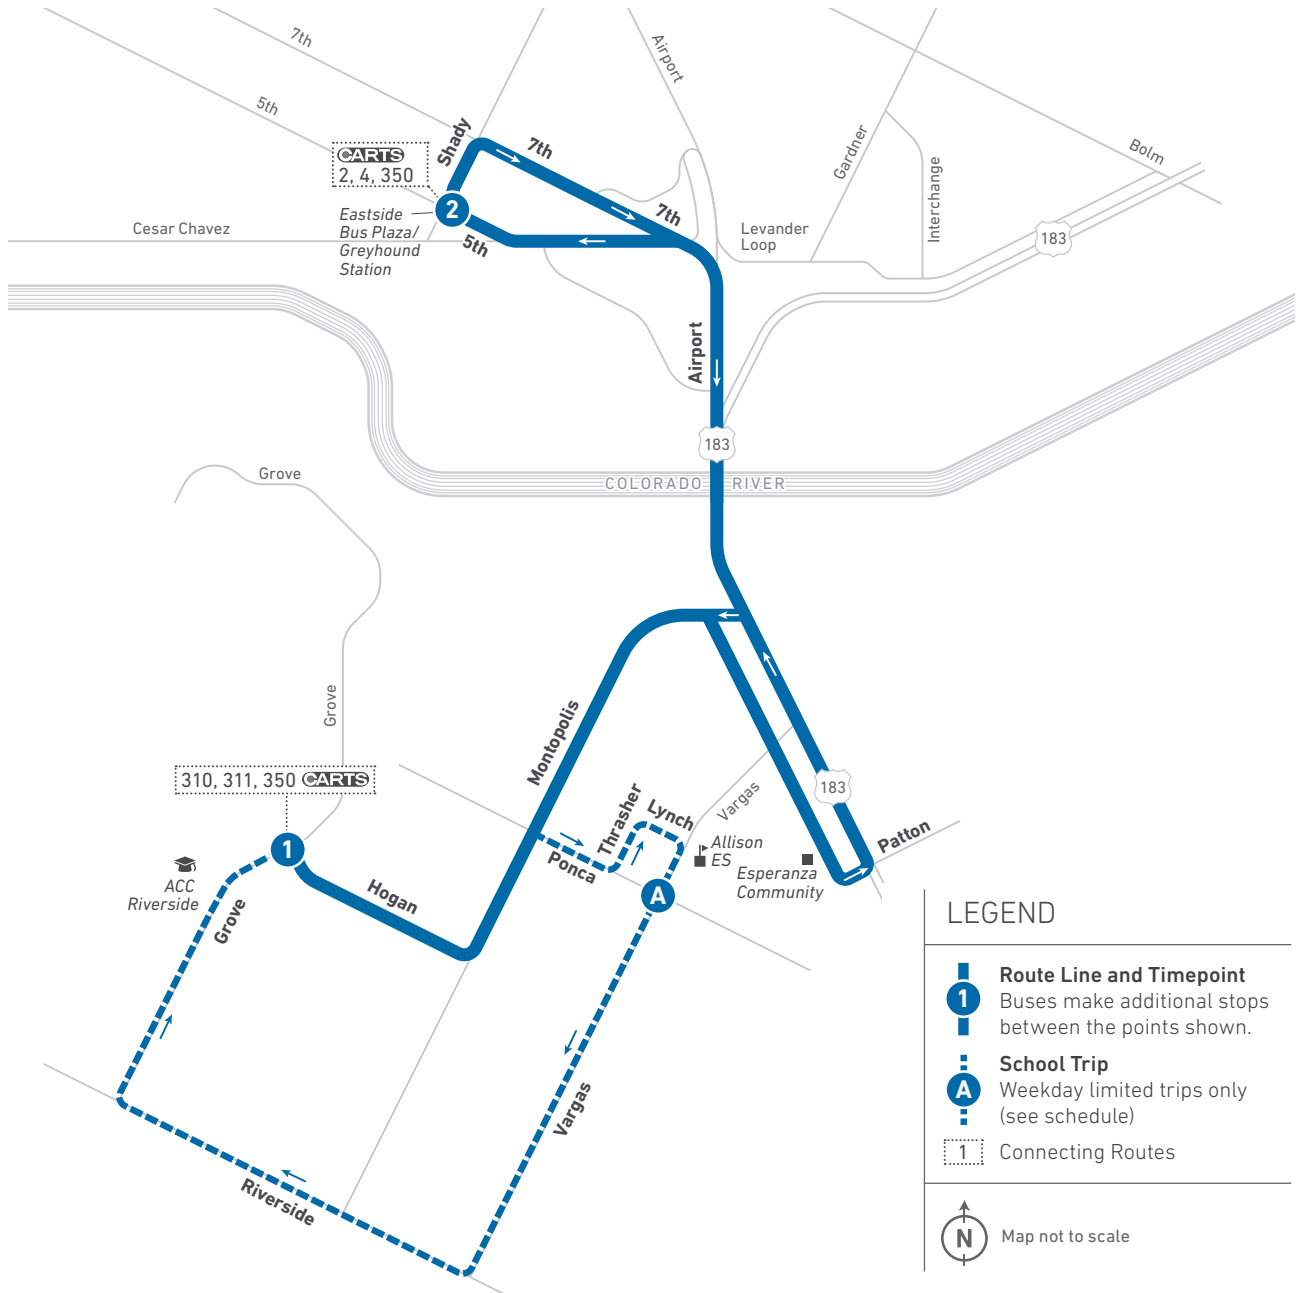 7th
Airport
5th
Shady
7th
Gardner
Bolm
CARTS
2, 4, 350
Interchange
2
Eastside
Bus Plaza/
Greyhound
Station
7th
Cesar Chavez
5th
Levander
Loop
183
Airport
183
COLORADO RIVER
Grove
Grove
Montopolis
310, 311, 350 CARTS
183
Vargas
Thrasher
Lynch
Patton
1
Allison
ES
Ponca
Esperanza
Community
ACC
Riverside
Hogan
A
Grove
LEGEND
1
Route Line and Timepoint
Buses make additional stops
between the points shown.
A
School Trip
Weekday limited trips only
(see schedule)
1
Connecting Routes
Vargas
Riverside
N
Map not to scale